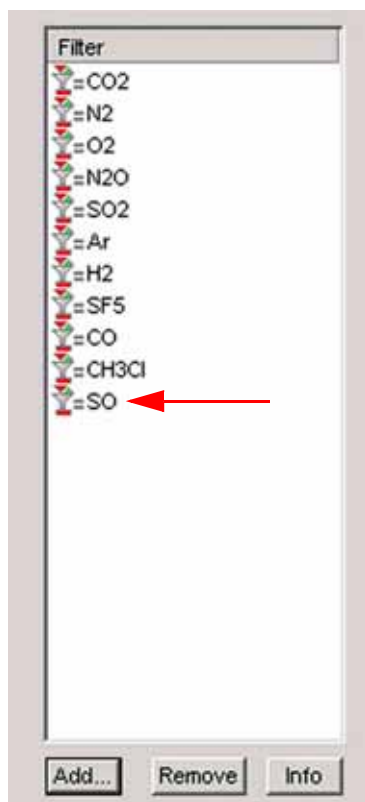 Filter
=CO2
=N2
=O2
=N2O
=SO2
=Ar
=H2
=SF5
=CO
=CH3Cl
=SO
Add... Remove Info